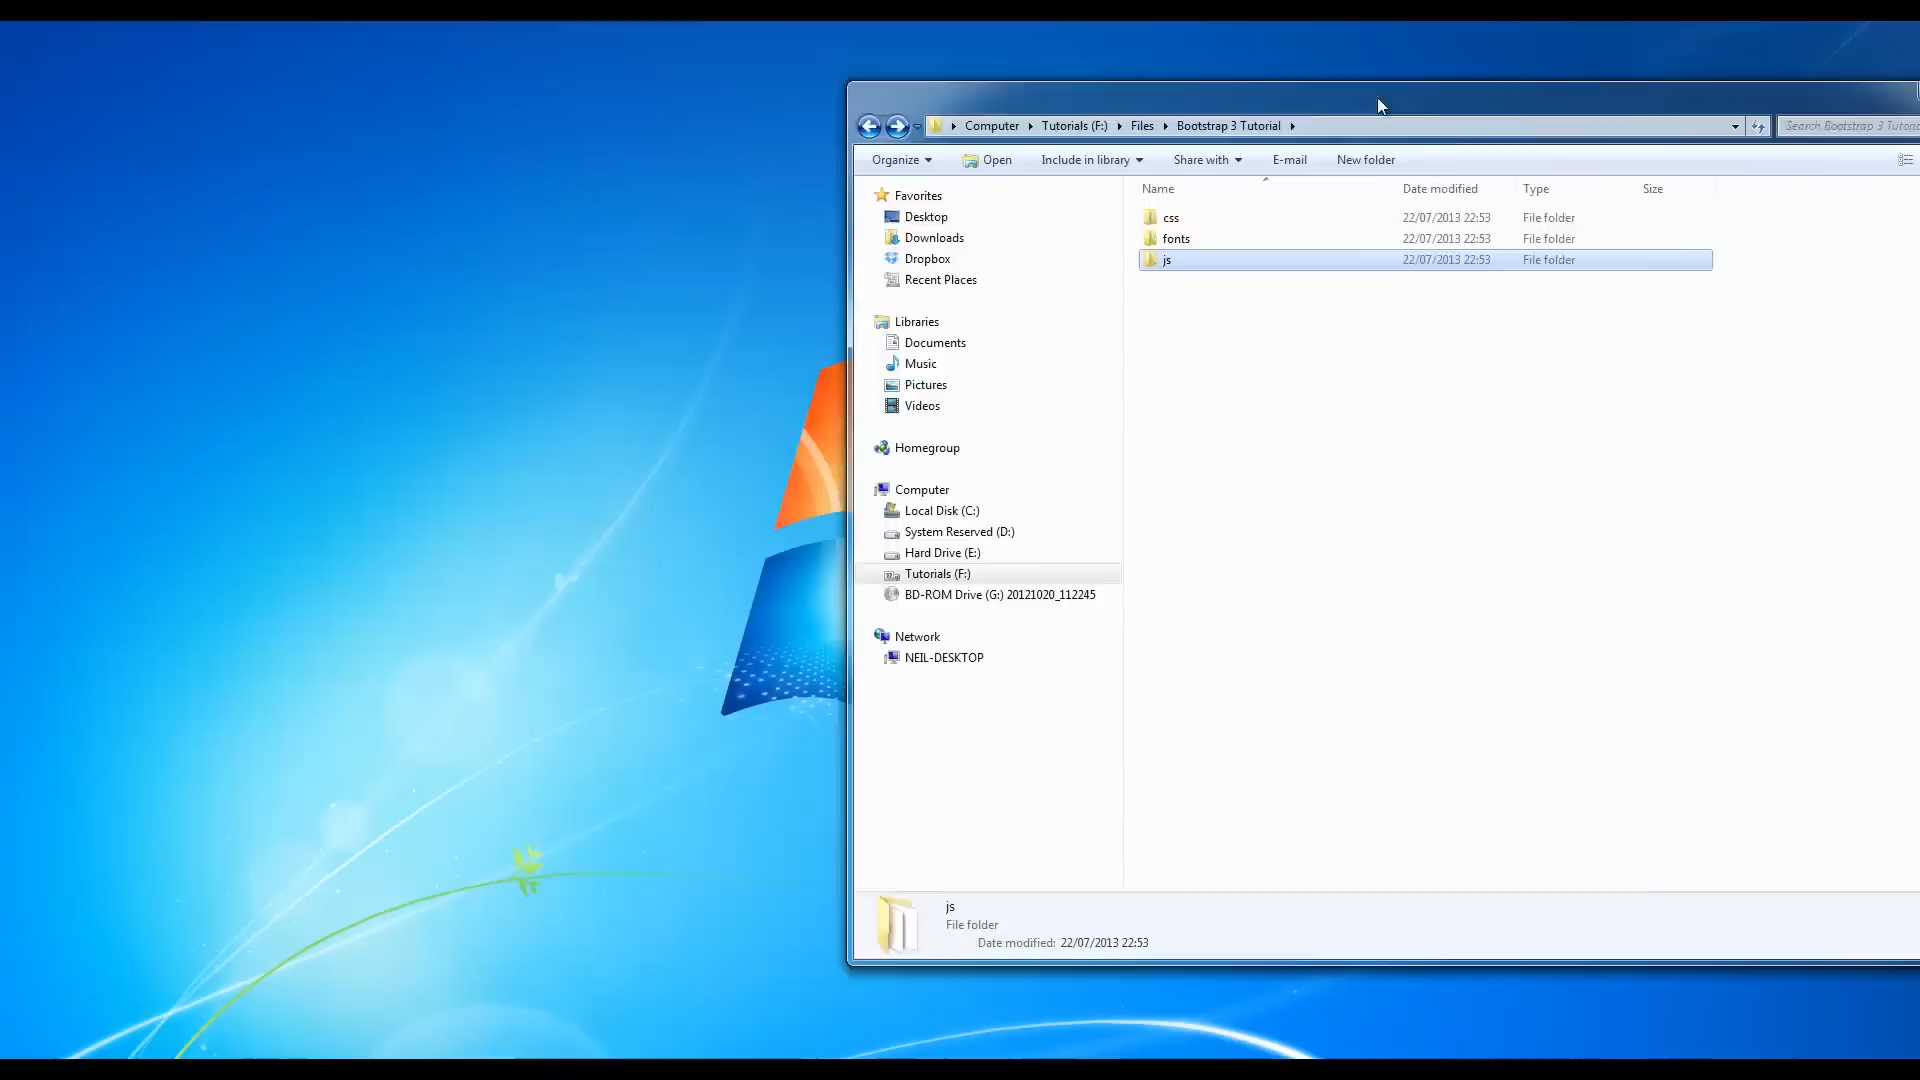 Computer Tutorials (F:) Files Bootstrap 3 Tutorial Search Bootstrap 3 Tutoria
Organize Open Include in library Share with E-mail New folder
Name Date modified Type Size
css 22/07/2013 22:53 File folder
fonts 22/07/2013 22:53 File folder
js 22/07/2013 22:53 File folder
Favorites
Desktop
Downloads
Dropbox
Recent Places
Libraries
Documents
Music
Pictures
Videos
Homegroup
Computer
Local Disk (C:)
System Reserved (D:)
Hard Drive (E:)
Tutorials (F:)
BD-ROM Drive (G:) 20121020_112245
Network
NEIL-DESKTOP
js
File folder
Date modified: 22/07/2013 22:53